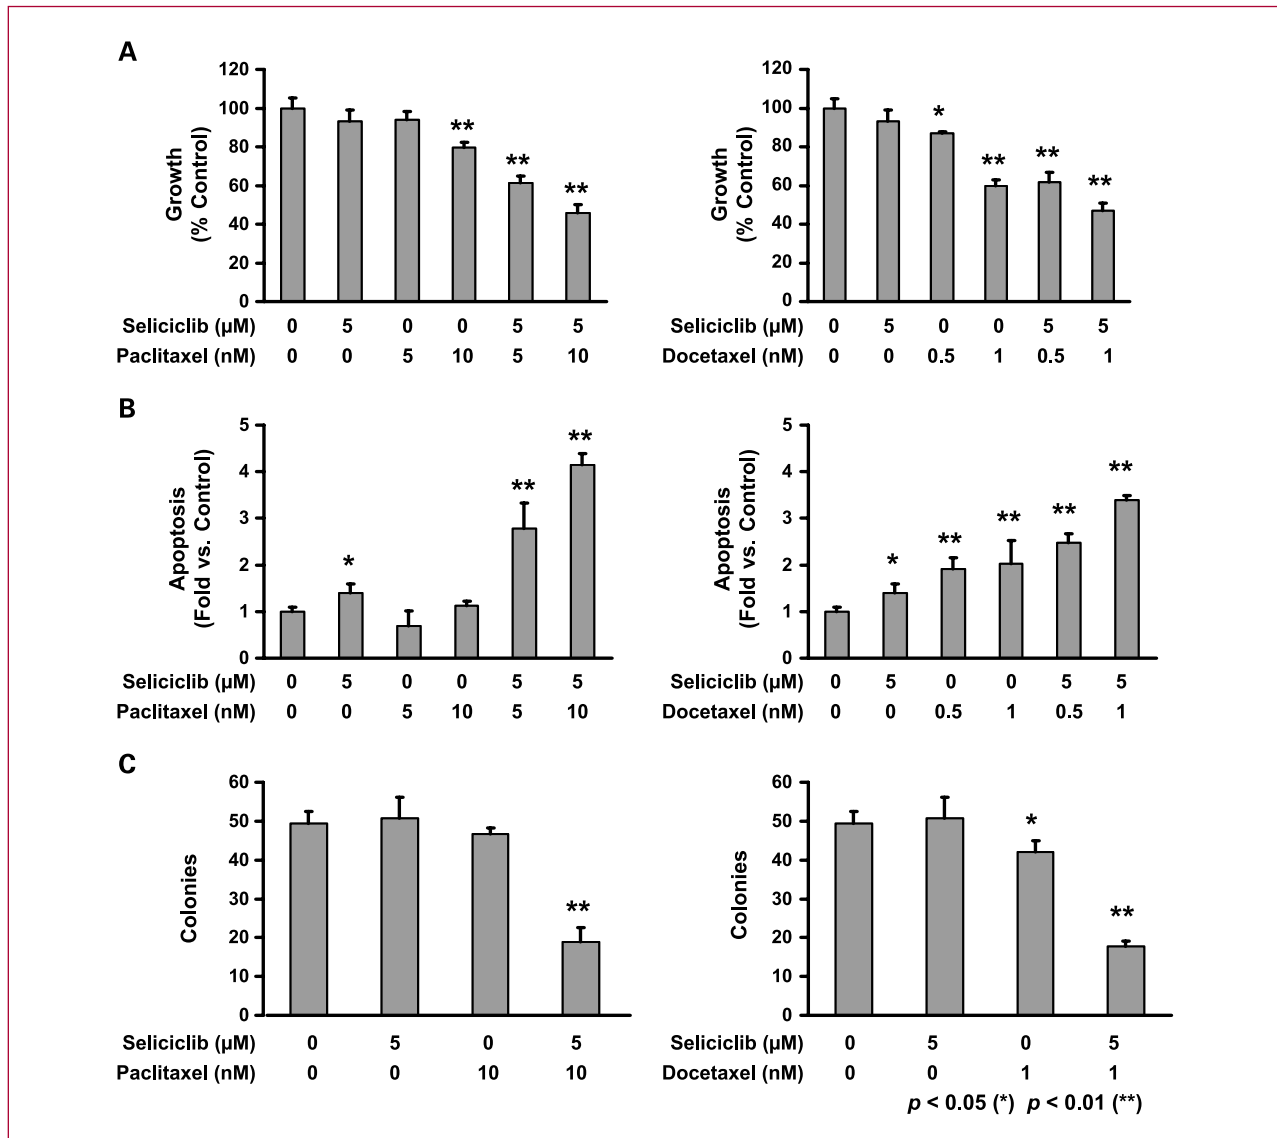 A
120
100
80
60
40
20
0
Growth
(% Control)
**
**
**
Seliciclib (µM) 0 5 0 0 5 5
Paclitaxel (nM) 0 0 5 10 5 10
120
100
80
60
40
20
0
Growth
(% Control)
*
**
**
**
Seliciclib (µM) 0 5 0 0 5 5
Docetaxel (nM) 0 0 0.5 1 0.5 1
B
5
4
3
2
1
0
Apoptosis
(Fold vs. Control)
*
**
**
Seliciclib (µM) 0 5 0 0 5 5
Paclitaxel (nM) 0 0 5 10 5 10
5
4
3
2
1
0
Apoptosis
(Fold vs. Control)
*
**
**
**
**
Seliciclib (µM) 0 5 0 0 5 5
Docetaxel (nM) 0 0 0.5 1 0.5 1
C
60
50
40
30
20
10
0
Colonies
**
Seliciclib (µM) 0 5 0 5
Paclitaxel (nM) 0 0 10 10
60
50
40
30
20
10
0
Colonies
*
**
Seliciclib (µM) 0 5 0 5
Docetaxel (nM) 0 0 1 1
p < 0.05 (*) p < 0.01 (**)